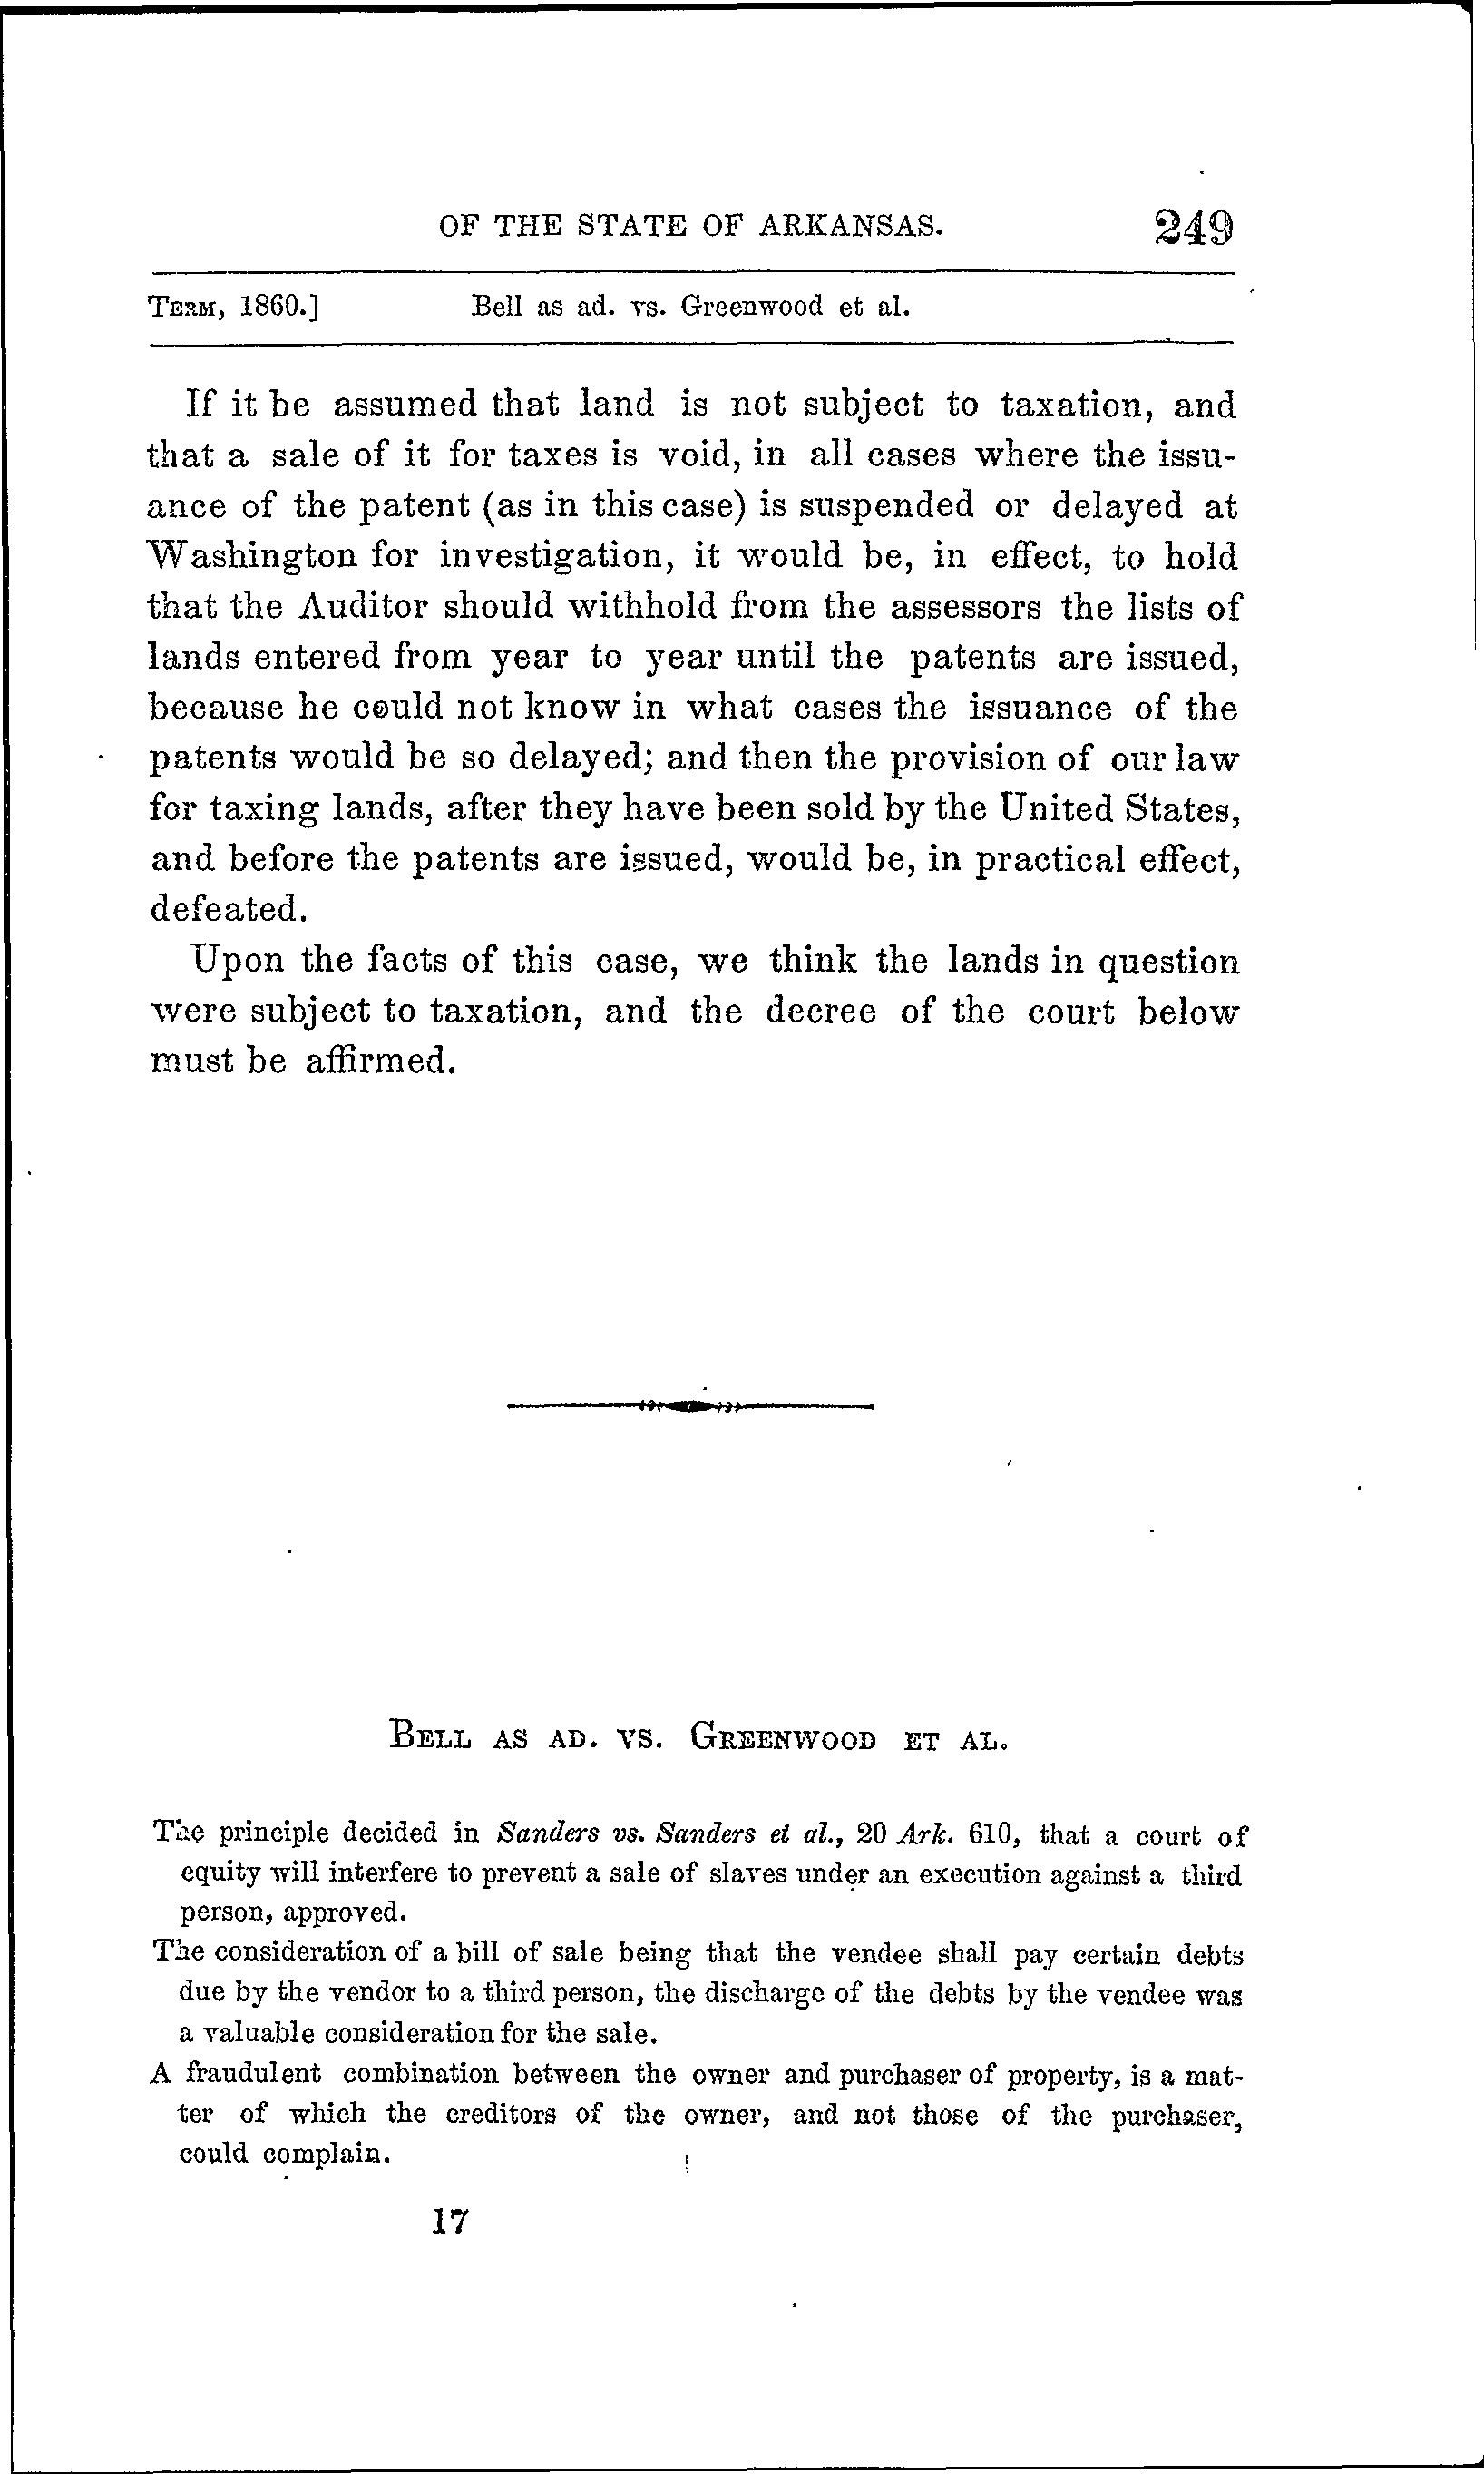 OF THE STATE OF ARKANSAS. 249
TERM, 1860.] Bell as ad. vs. Greenwood et al.
If it be assumed that land is not subject to taxation, and
that a sale of it for taxes is void, in all cases where the issu-
ance of the patent (as in this case) is suspended or delayed at
Washington for investigation, it would be, in effect, to hold
that the Auditor should withhold from the assessors the lists of
lands entered from year to year until the patents are issued,
because he could not know in what cases the issuance of the
patents would be so delayed; and then the provision of our law
for taxing lands, after they have been sold by the United States,
and before the patents are issued, would be, in practical effect,
defeated.
Upon the facts of this case, we think the lands in question
were subject to taxation, and the decree of the court below
must be affirmed.
BELL AS AD. VS. GREENWOOD ET AL.
The principle decided in Sanders vs. Sanders et al., 20 Ark. 610, that a court of
equity will interfere to prevent a sale of slaves under an execution against a third
person, approved.
The consideration of a bill of sale being that the vendee shall pay certain debts
due by the vendor to a third person, the discharge of the debts by the vendee was
a valuable consideration for the sale.
A fraudulent combination between the owner and purchaser of property, is a mat-
ter of which the creditors of the owner, and not those of the purchaser,
could complain.
17